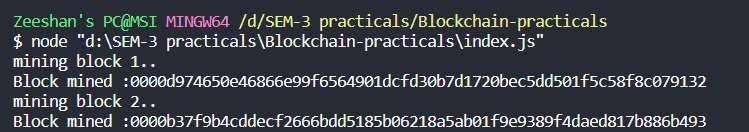 Zeeshan's PC@MSI MINGW64 /d/SEM-3 practicals/Blockchain-practicals
$ node "d:\SEM-3 practicals\Blockchain-practicals\index.js"
mining block 1..
Block mined :0000d974650e46866e99f6564901dcfd30b7d1720bec5dd501f5c58f8c079132
mining block 2..
Block mined :0000b37f9b4cddecf2666bdd5185b06218a5ab01f9e9389f4daed817b886b493